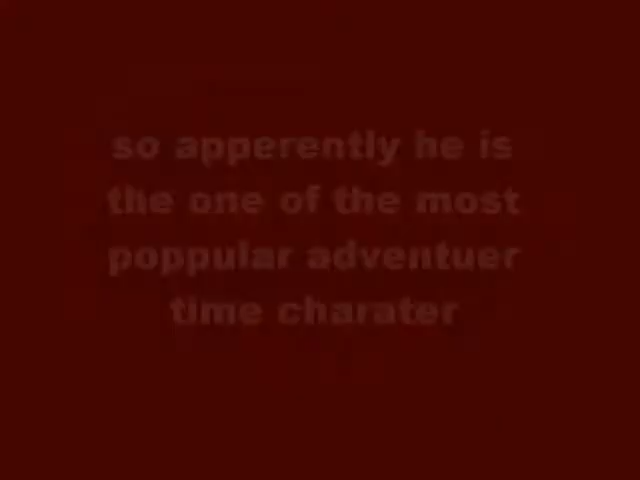 so apperently he is
the one of the most
poppular adventuer
time charater